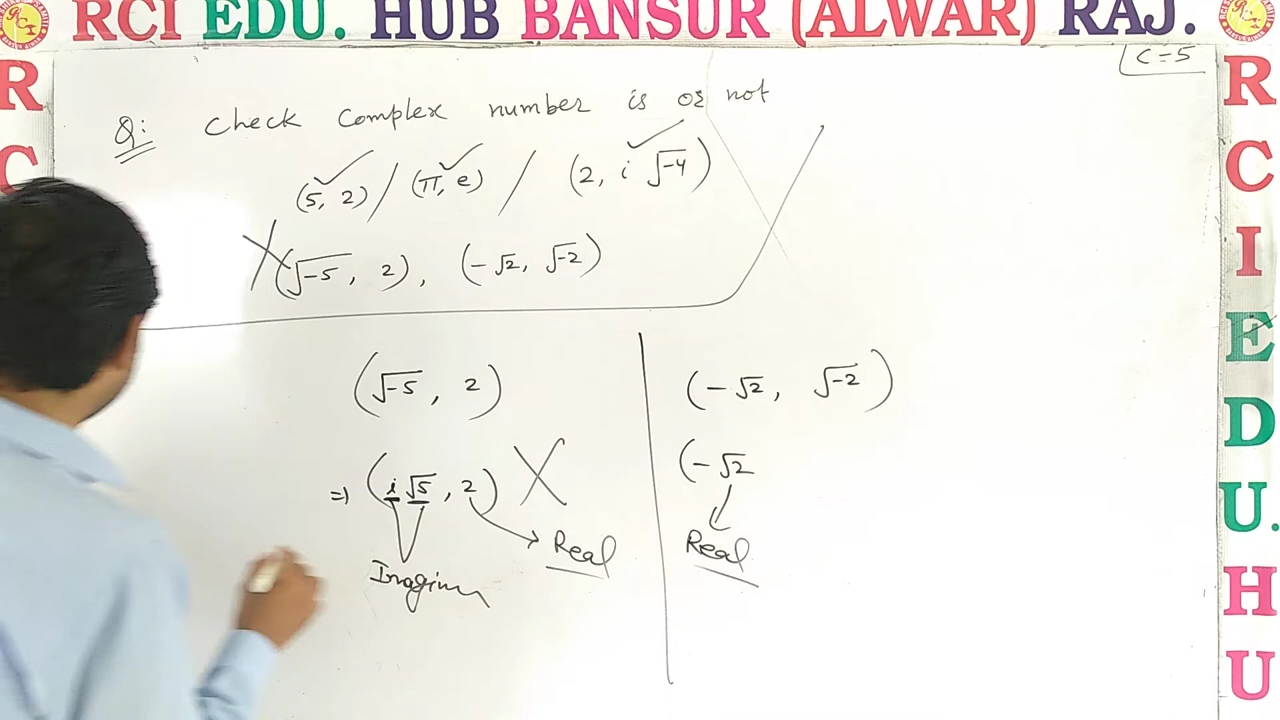 RCI EDU. HUB BANSUR (ALWAR) RAJ.
R
C
C=5
Q: Check Complex number is or not
(5, 2) / (π, e) / (2, i √-4)
(√-5, 2), (-√2, √-2)
(√-5, 2)
⇒ (i√5, 2) X
Real
(-√2, √-2)
(-√2
Real
R
C
I
E
D
U.
H
U